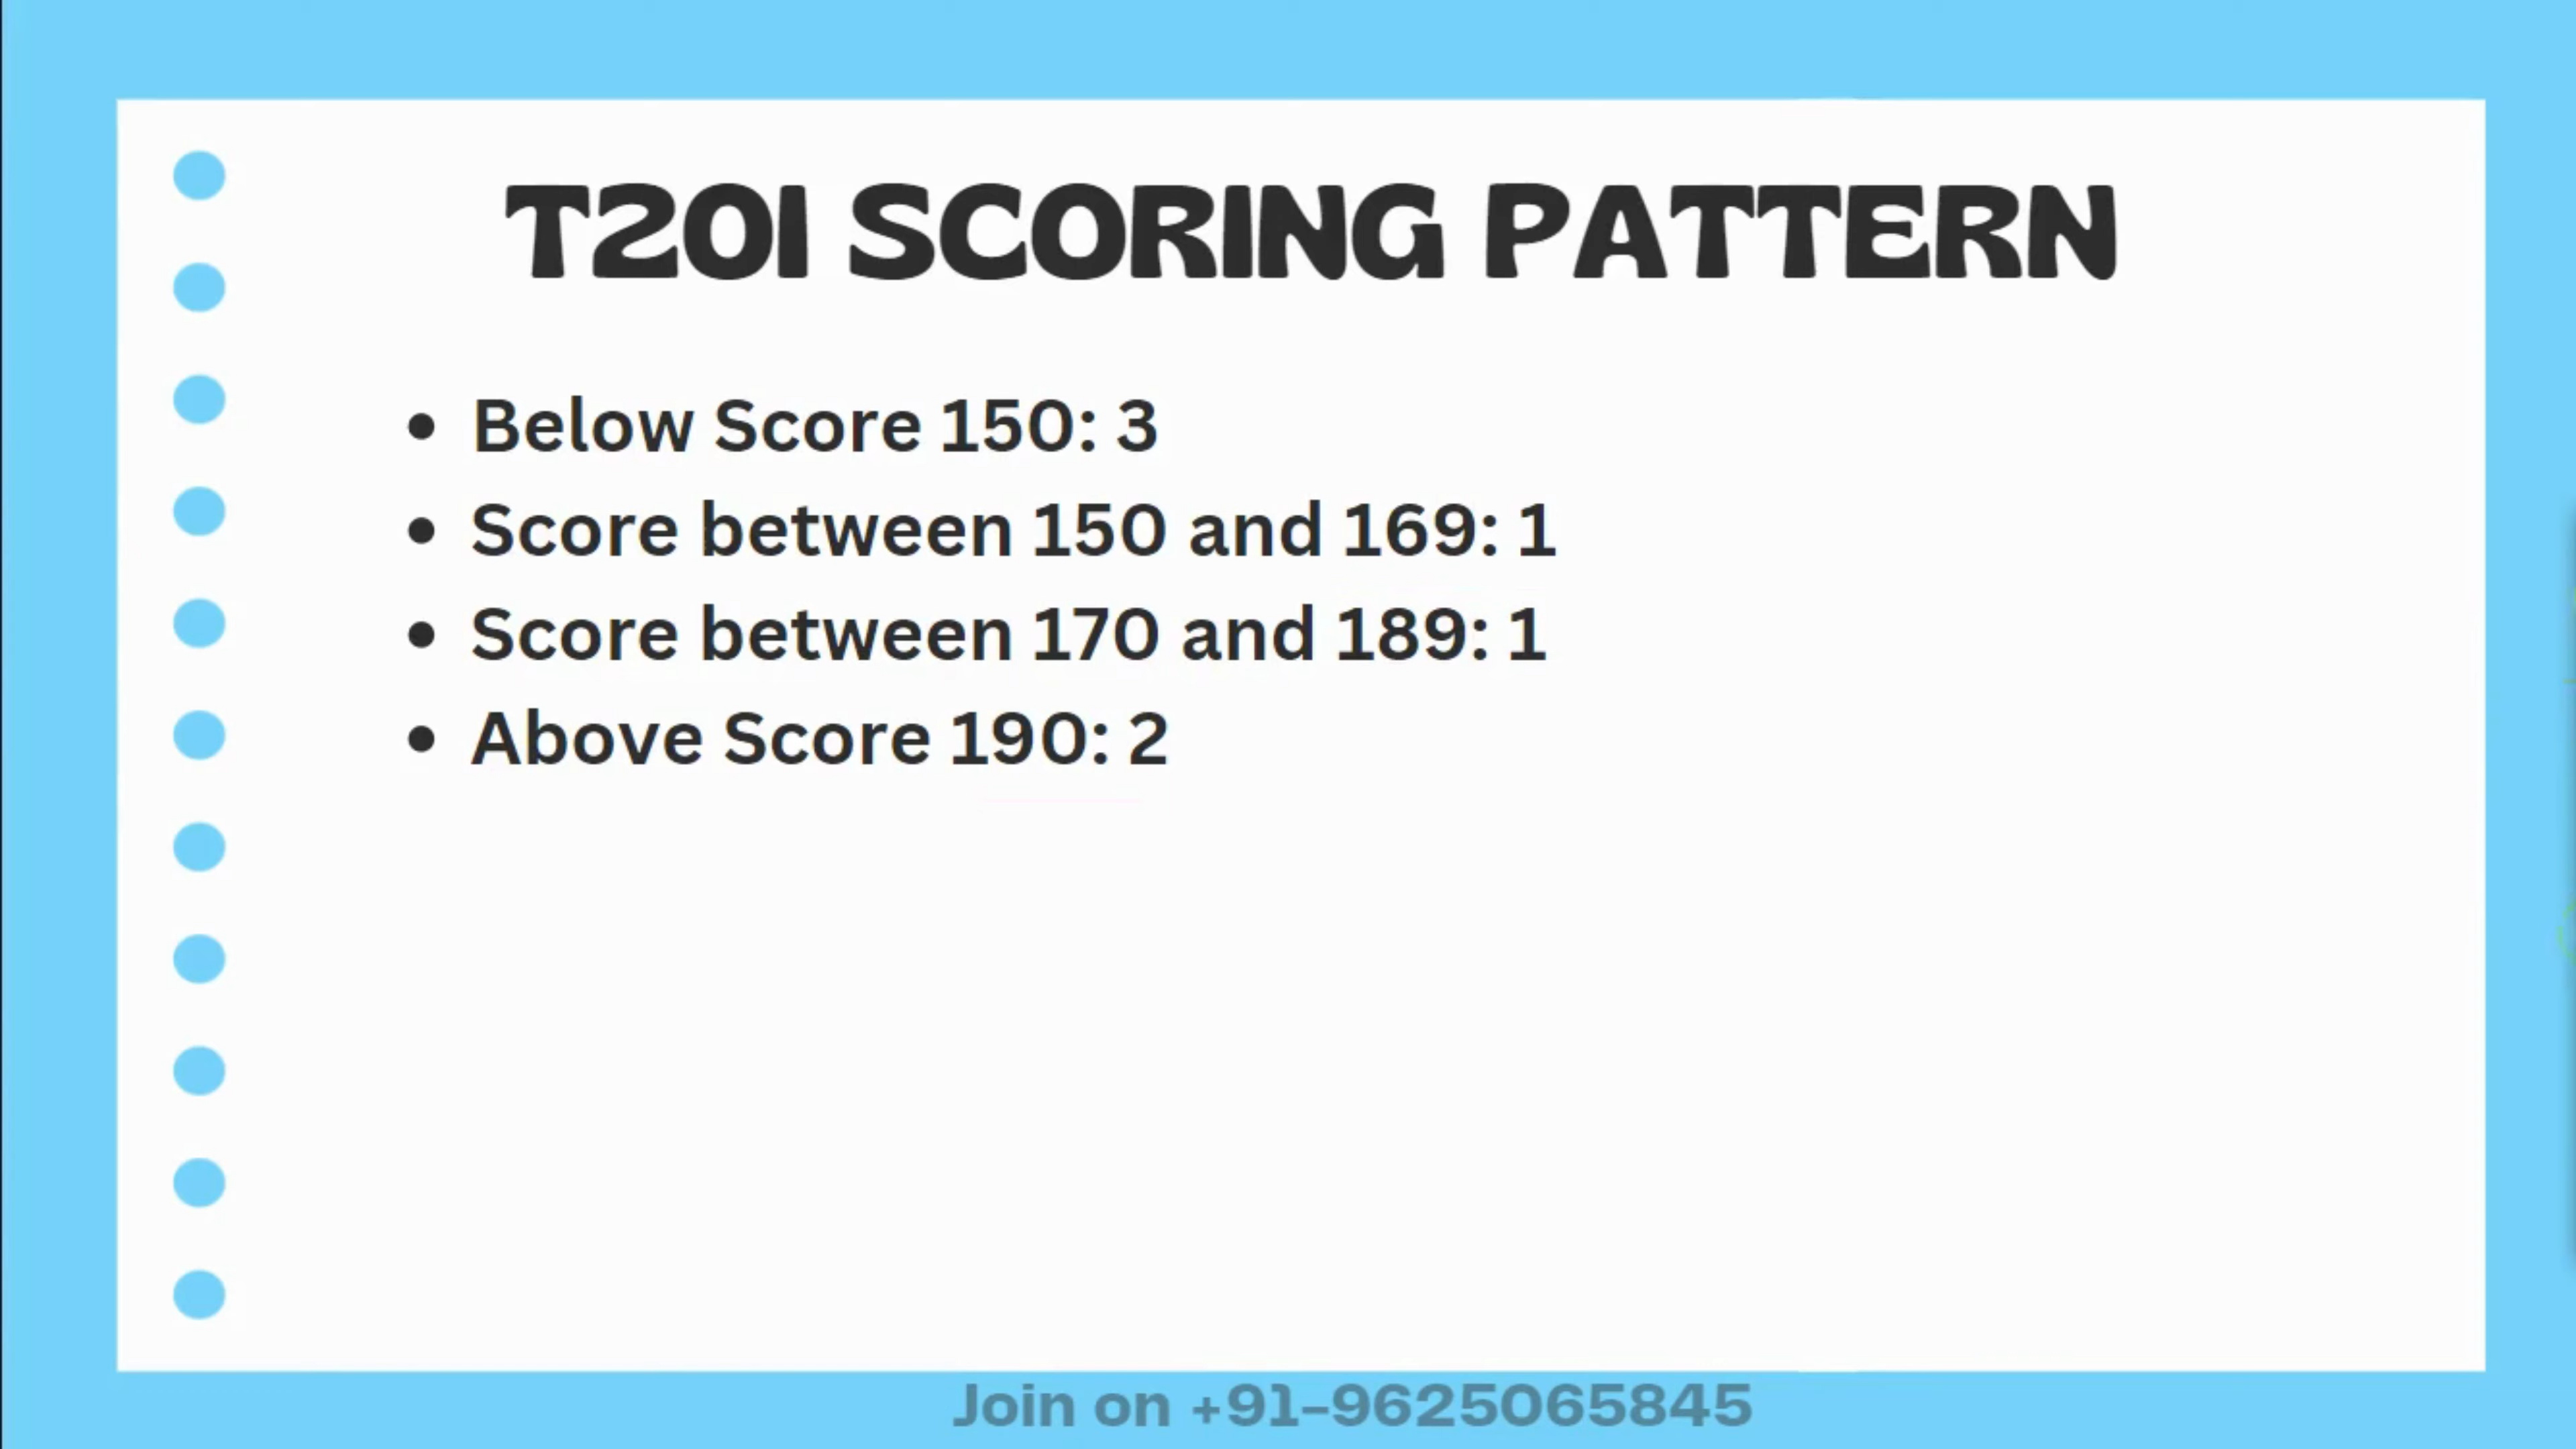 T20I SCORING PATTERN
• Below Score 150: 3
• Score between 150 and 169: 1
• Score between 170 and 189: 1
• Above Score 190: 2
Join on +91-9625065845